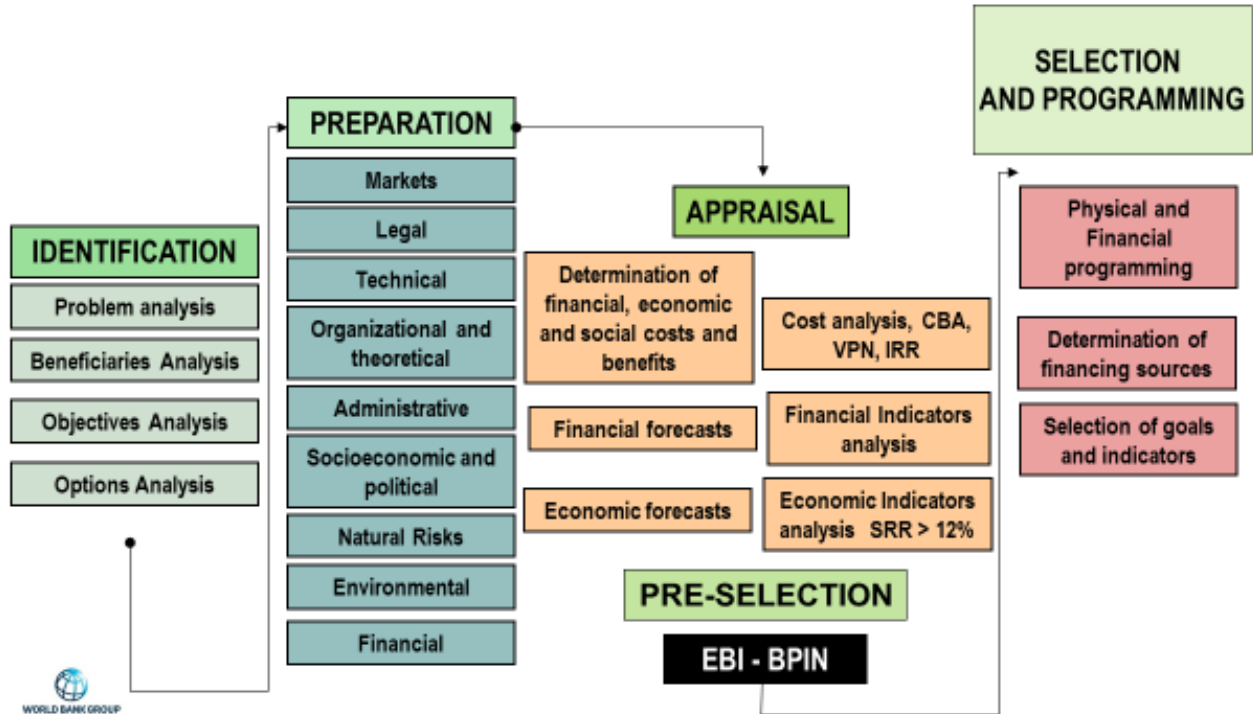 IDENTIFICATION
Problem analysis
Beneficiaries Analysis
Objectives Analysis
Options Analysis
PREPARATION
Markets
Legal
Technical
Organizational and
theoretical
Administrative
Socioeconomic and
political
Natural Risks
Environmental
Financial
APPRAISAL
Determination of
financial, economic
and social costs and
benefits
Cost analysis, CBA,
VPN, IRR
Financial forecasts
Financial Indicators
analysis
Economic forecasts
Economic Indicators
analysis SRR > 12%
PRE-SELECTION
EBI - BPIN
SELECTION
AND PROGRAMMING
Physical and
Financial
programming
Determination of
financing sources
Selection of goals
and indicators
WORLD BANK GROUP